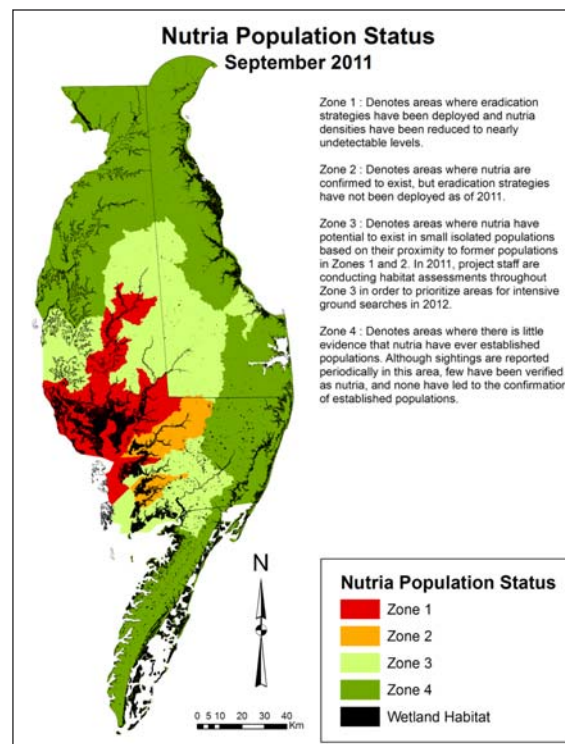 Nutria Population Status
September 2011
Zone 1 : Denotes areas where eradication
strategies have been deployed and nutria
densities have been reduced to nearly
undetectable levels.
Zone 2 : Denotes areas where nutria are
confirmed to exist, but eradication strategies
have not been deployed as of 2011.
Zone 3 : Denotes areas where nutria have
potential to exist in small isolated populations
based on their proximity to former populations
in Zones 1 and 2. In 2011, project staff are
conducting habitat assessments throughout
Zone 3 in order to prioritize areas for intensive
ground searches in 2012.
Zone 4 : Denotes areas where there is little
evidence that nutria have ever established
populations. Although sightings are reported
periodically in this area, few have been verified
as nutria, and none have led to the confirmation
of established populations.
N
0 5 10 20 30 40
Km
Nutria Population Status
Zone 1
Zone 2
Zone 3
Zone 4
Wetland Habitat